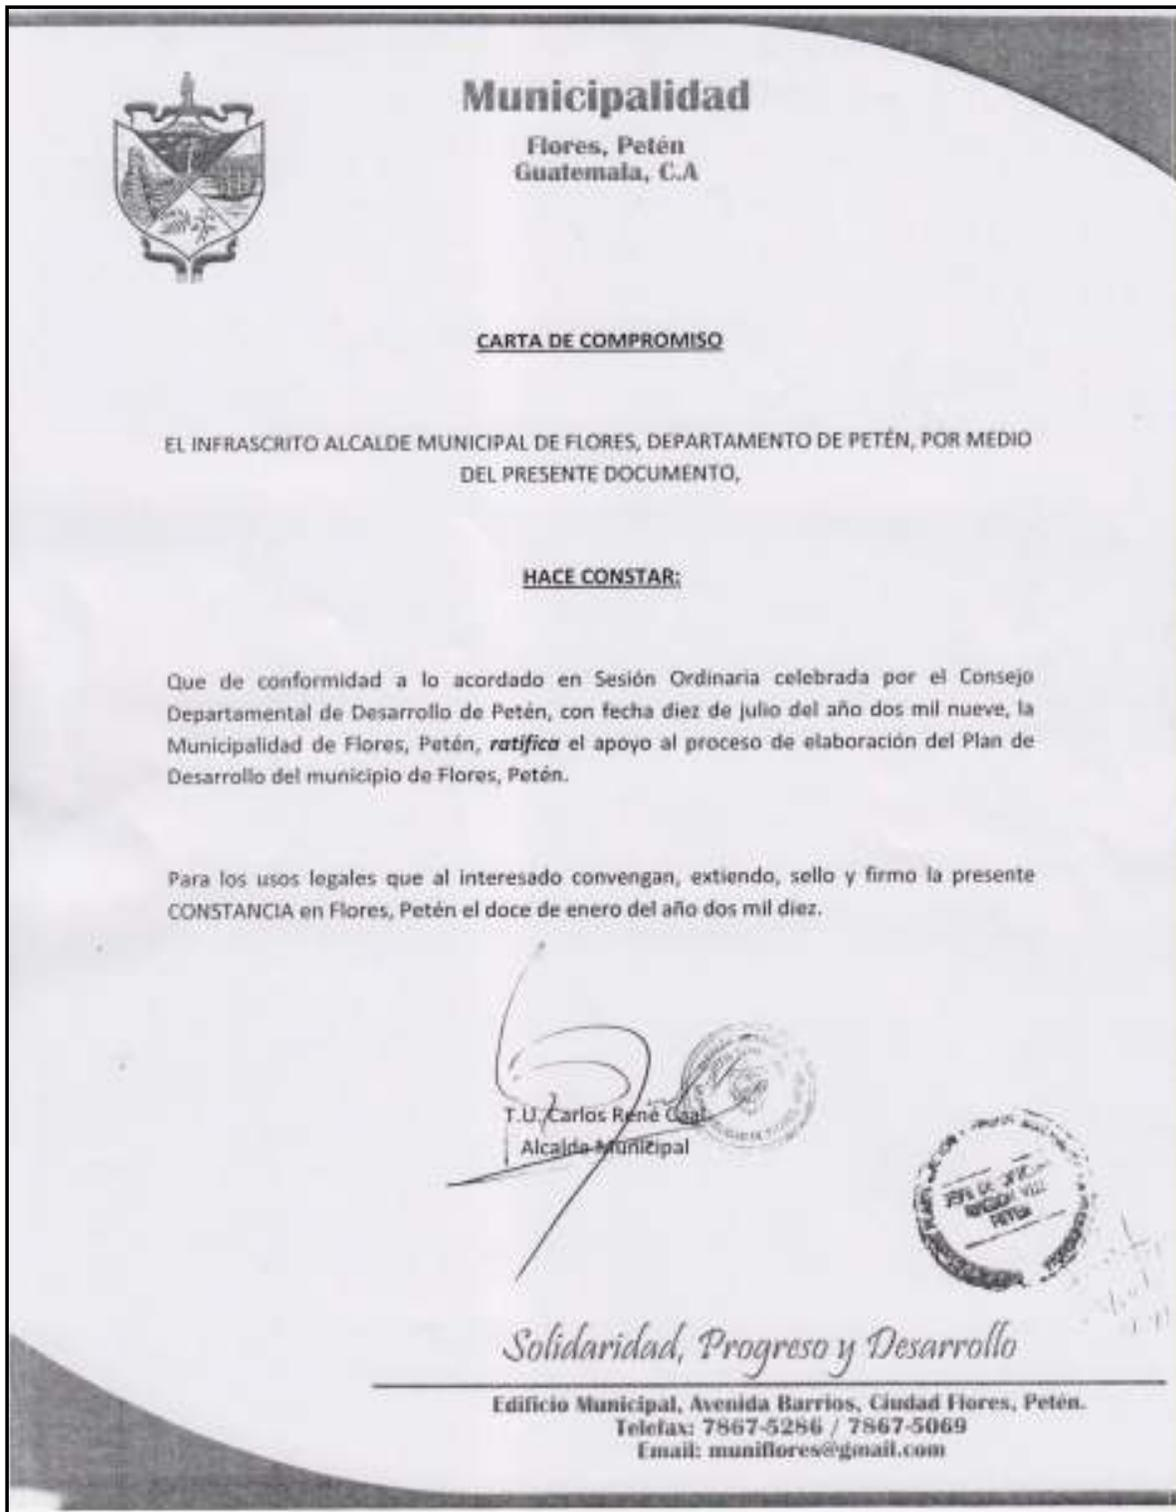 Municipalidad
Flores, Petén
Guatemala, C.A
CARTA DE COMPROMISO
EL INFRASCRITO ALCALDE MUNICIPAL DE FLORES, DEPARTAMENTO DE PETÉN, POR MEDIO
DEL PRESENTE DOCUMENTO,
HACE CONSTAR:
Que de conformidad a lo acordado en Sesión Ordinaria celebrada por el Consejo
Departamental de Desarrollo de Petén, con fecha diez de julio del año dos mil nueve, la
Municipalidad de Flores, Petén, ratifica el apoyo al proceso de elaboración del Plan de
Desarrollo del municipio de Flores, Petén.
Para los usos legales que al interesado convengan, extiendo, sello y firmo la presente
CONSTANCIA en Flores, Petén el doce de enero del año dos mil diez.
T.U. Carlos René Caal
Alcalde Municipal
REGION VIII
PETEN
Solidaridad, Progreso y Desarrollo
Edificio Municipal, Avenida Barrios, Ciudad Flores, Petén.
Telefax: 7867-5286 / 7867-5069
Email: muniflores@gmail.com